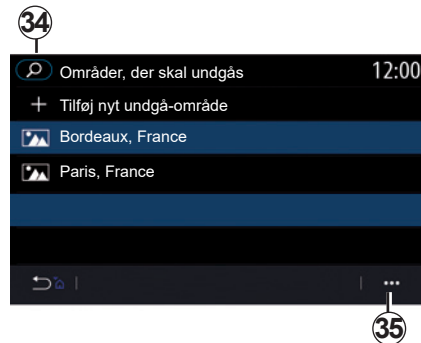 34
Områder, der skal undgås 12:00
+ Tilføj nyt undgå-område
Bordeaux, France
Paris, France
35